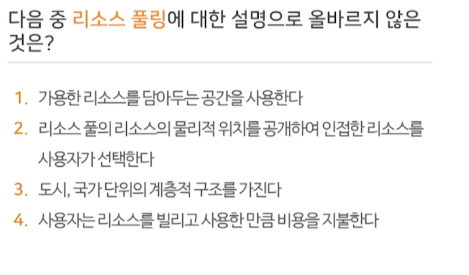 다음 중 리소스 풀링에 대한 설명으로 올바르지 않은
것은?
1. 가용한 리소스를 담아두는 공간을 사용한다
2. 리소스 풀의 리소스의 물리적 위치를 공개하여 인접한 리소스를
사용자가 선택한다
3. 도시, 국가 단위의 계층적 구조를 가진다
4. 사용자는 리소스를 빌리고 사용한 만큼 비용을 지불한다